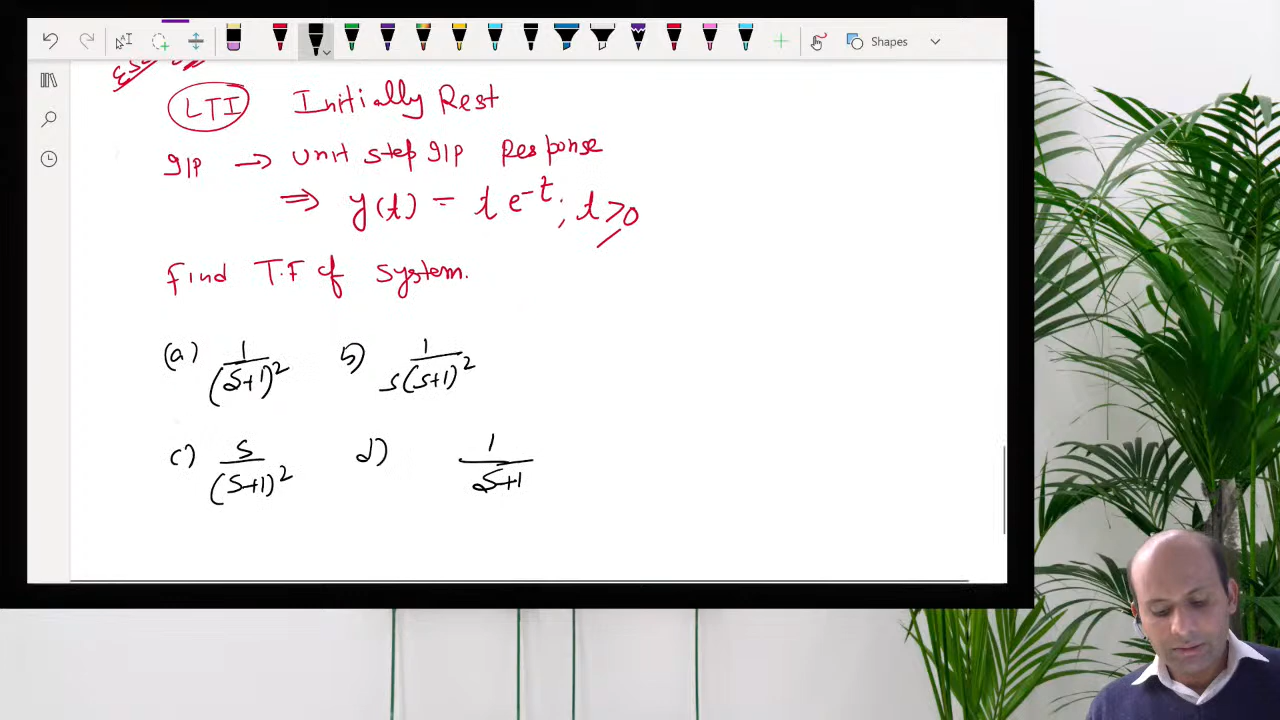 Shapes
LTI Initially Rest
I/P → Unit step I/P Response
⇒ y(t) = t e^-t, t ≥ 0
Find T.F of system.
(a) 1/(S+1)^2 b) 1/s(s+1)^2
c) S/(S+1)^2 d) 1/S+1